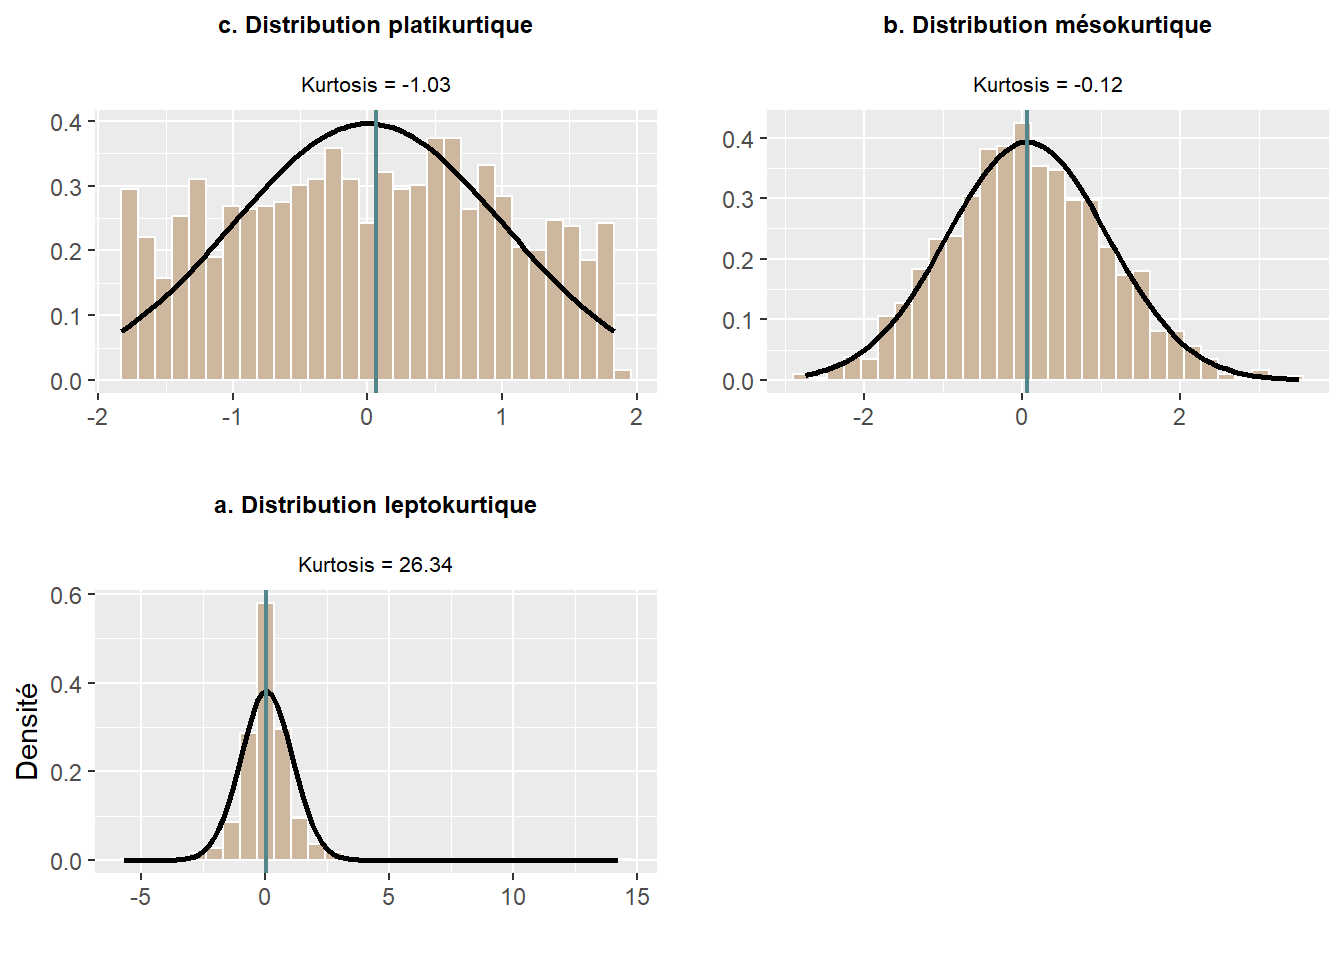 c. Distribution platikurtique
Kurtosis = -1.03
0.4
0.3
0.2
0.1
0.0
-2 -1 0 1 2
b. Distribution mésokurtique
Kurtosis = -0.12
0.4
0.3
0.2
0.1
0.0
-2 0 2
a. Distribution leptokurtique
Kurtosis = 26.34
Densité
0.6
0.4
0.2
0.0
-5 0 5 10 15